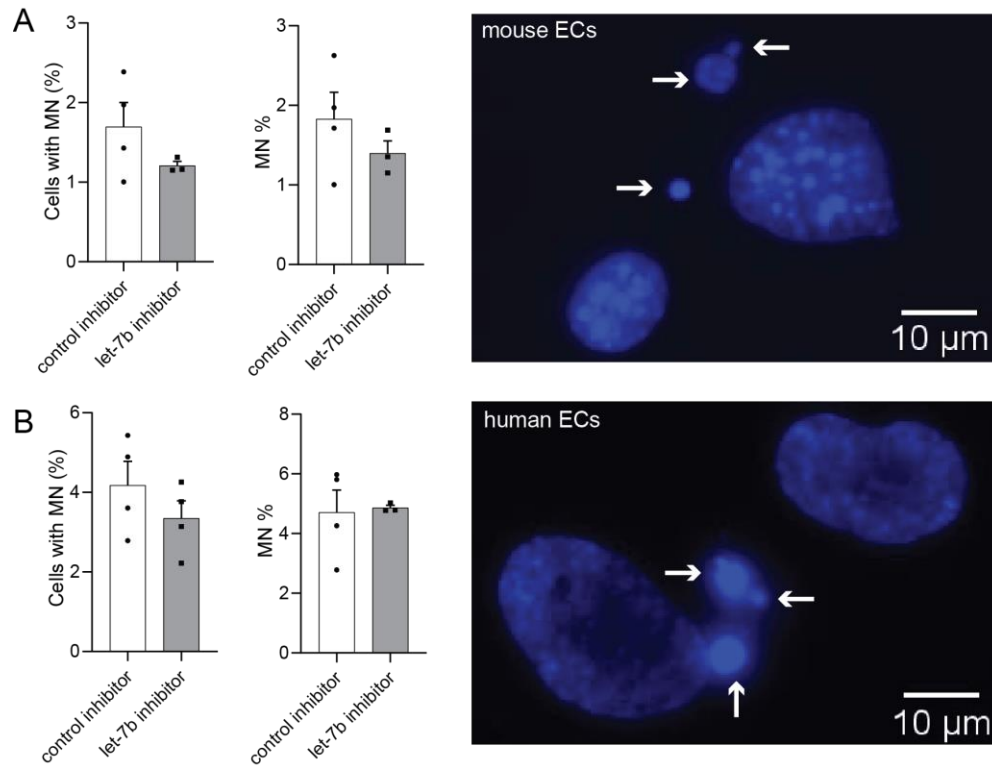 A
Cells with MN (%)
3
2
1
0
control inhibitor
let-7b inhibitor
MN %
3
2
1
0
control inhibitor
let-7b inhibitor
mouse ECs
10 µm
B
Cells with MN (%)
6
4
2
0
control inhibitor
let-7b inhibitor
MN %
8
6
4
2
0
control inhibitor
let-7b inhibitor
human ECs
10 µm